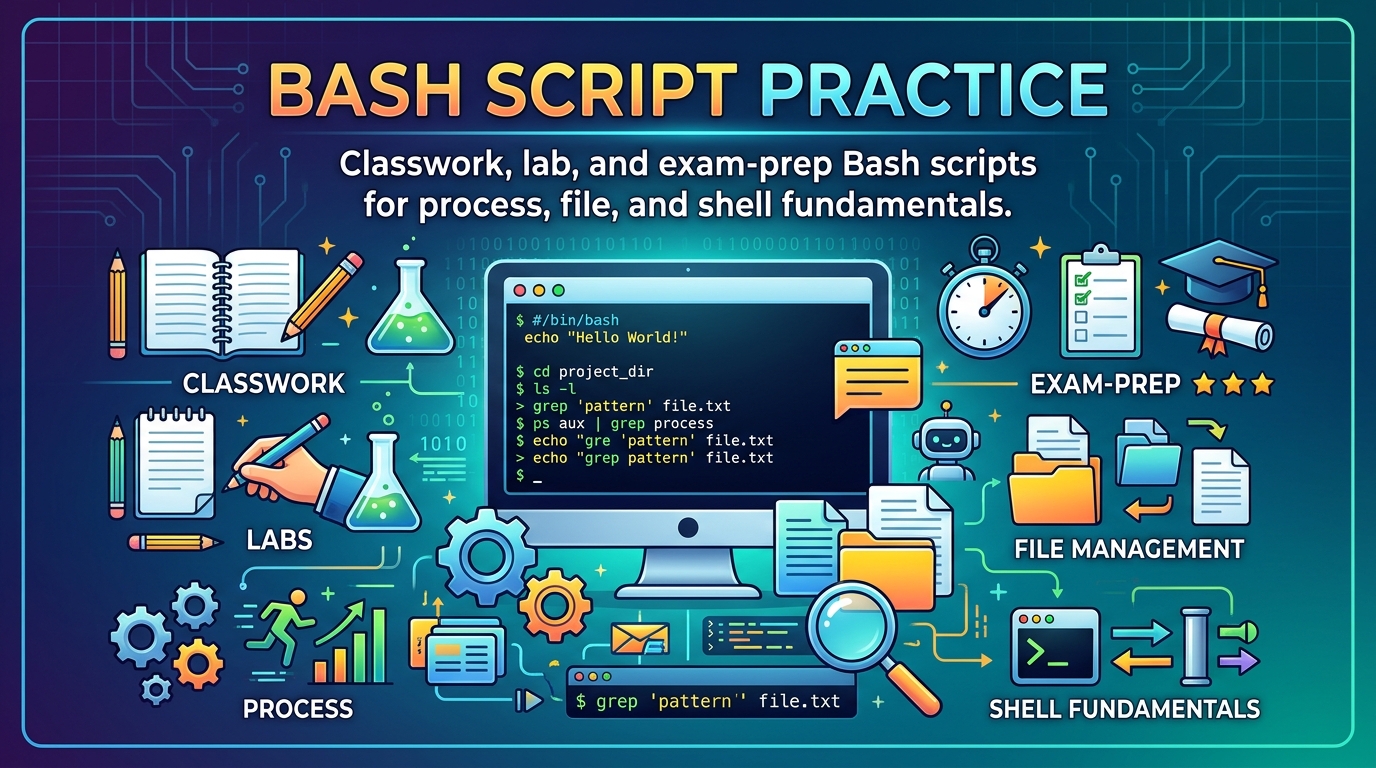 BASH SCRIPT PRACTICE
Classwork, lab, and exam-prep Bash scripts
for process, file, and shell fundamentals.
010010010101101
01100000110110010
CLASSWORK
LABS
PROCESS
1010
$ #/bin/bash
echo "Hello World!"
$ cd project_dir
$ ls -l
> grep 'pattern' file.txt
$ ps aux | grep process
$ echo "gre 'pattern' file.txt
> echo "grep pattern' file.txt
$ _
$ grep 'pattern'' file.txt
EXAM-PREP
FILE MANAGEMENT
>_
SHELL FUNDAMENTALS